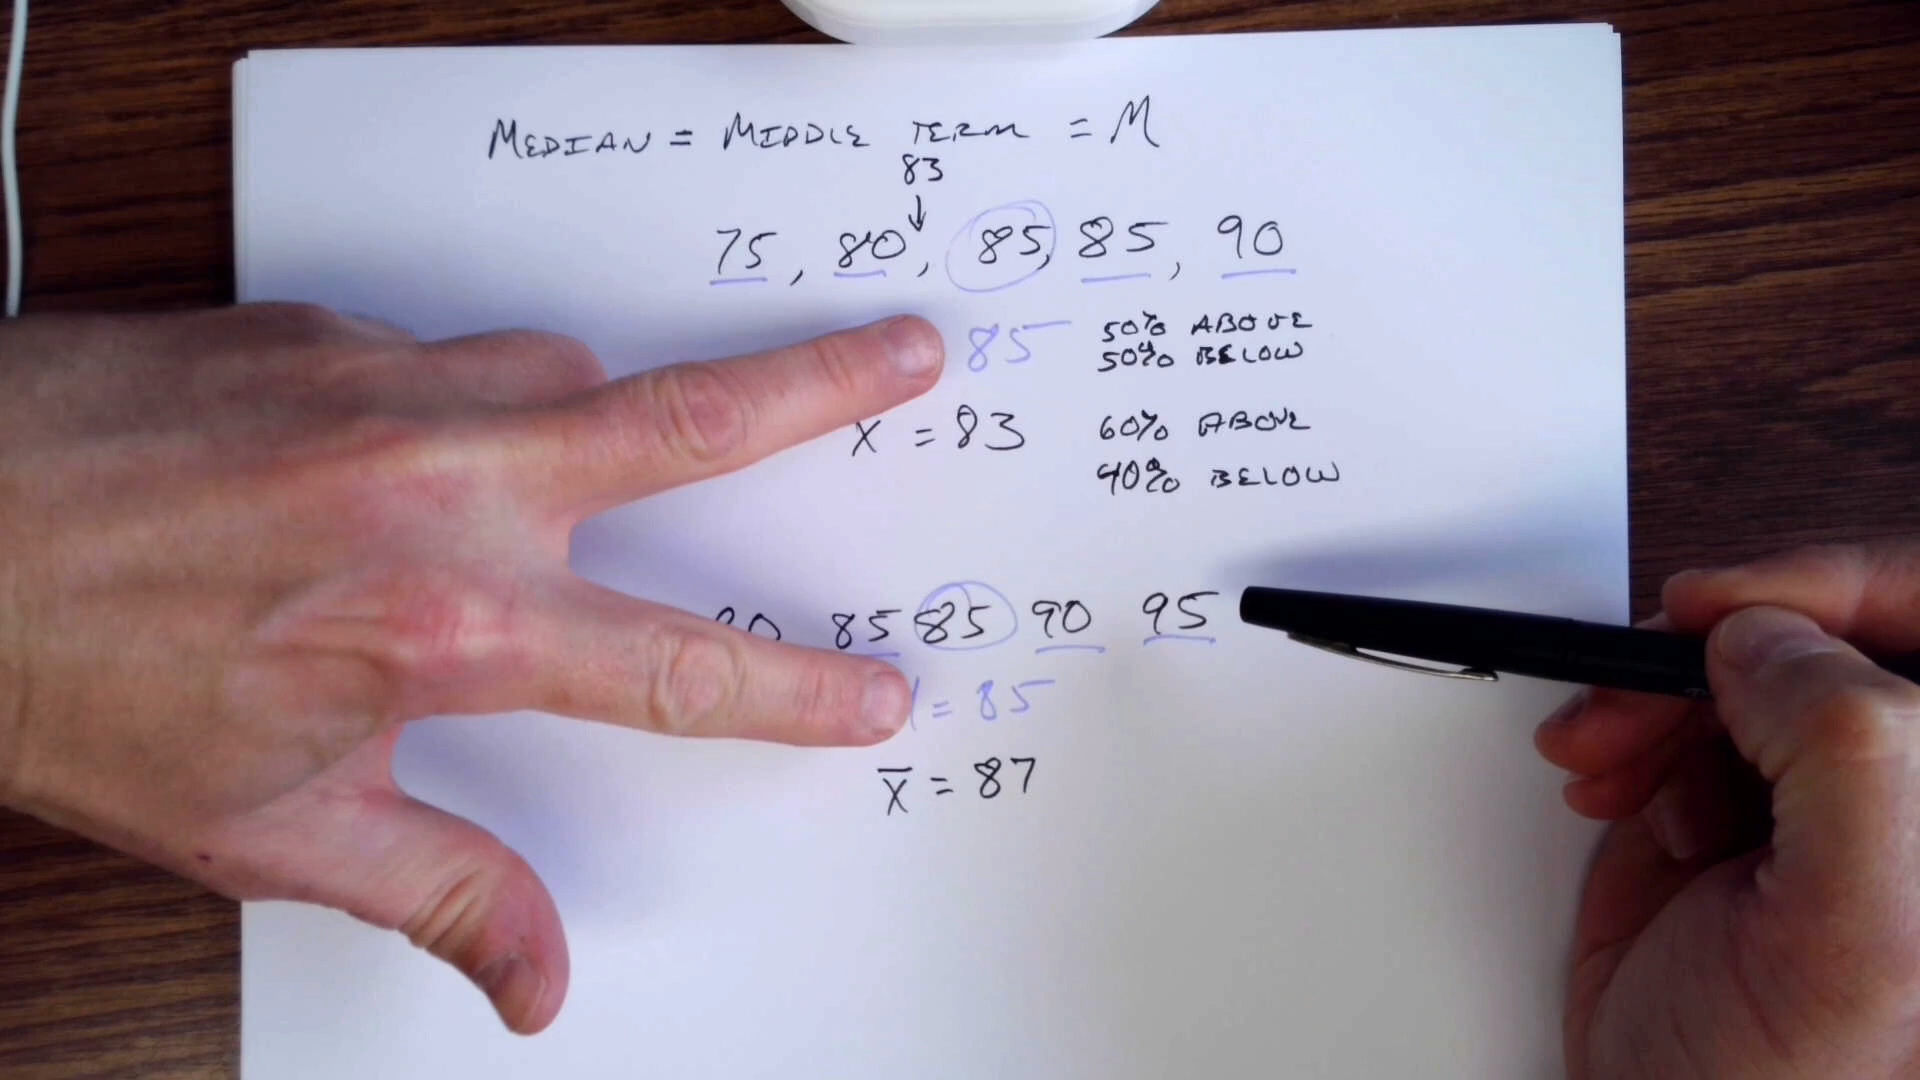 MEDIAN = MIDDLE TERM = M
83
↓
75, 80, 85, 85, 90
85
50% ABOVE
50% BELOW
x = 83
60% ABOVE
40% BELOW
85 85 90 95
= 85
x̅ = 87